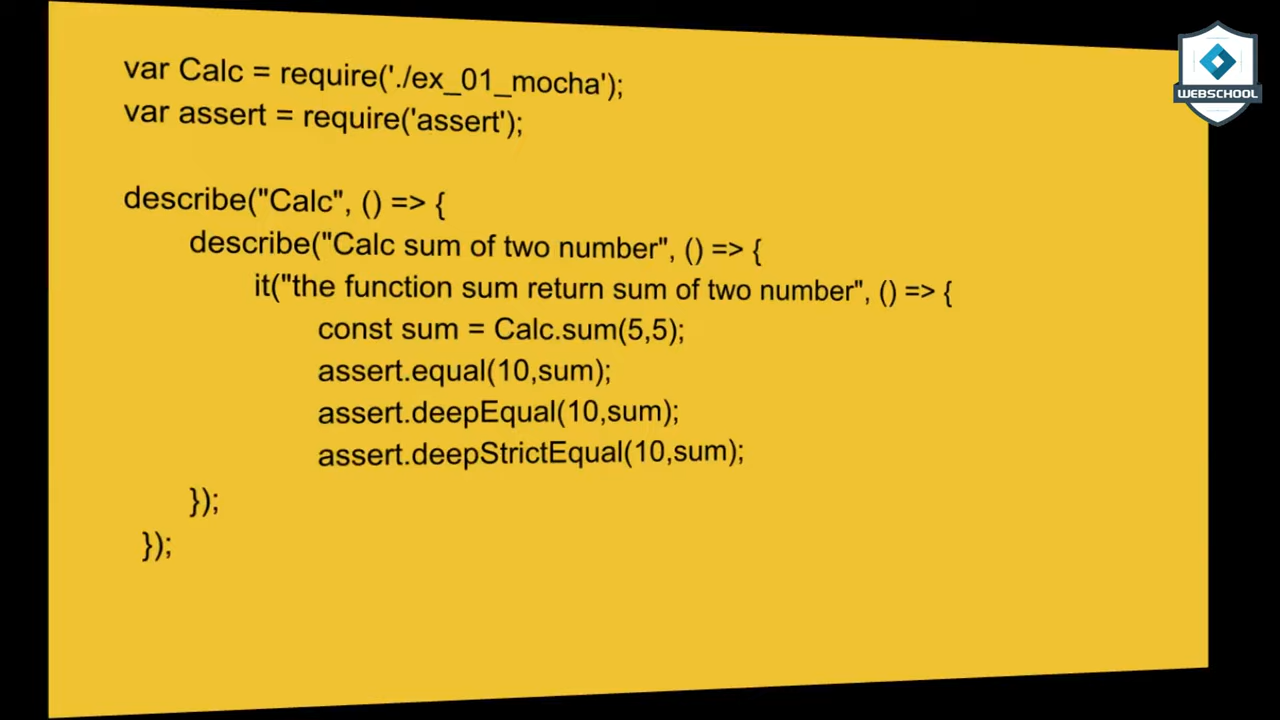 var Calc = require('./ex_01_mocha');
var assert = require('assert');
describe("Calc", () => {
describe("Calc sum of two number", () => {
it("the function sum return sum of two number", () => {
const sum = Calc.sum(5,5);
assert.equal(10,sum);
assert.deepEqual(10,sum);
assert.deepStrictEqual(10,sum);
});
});
WEBSCHOOL